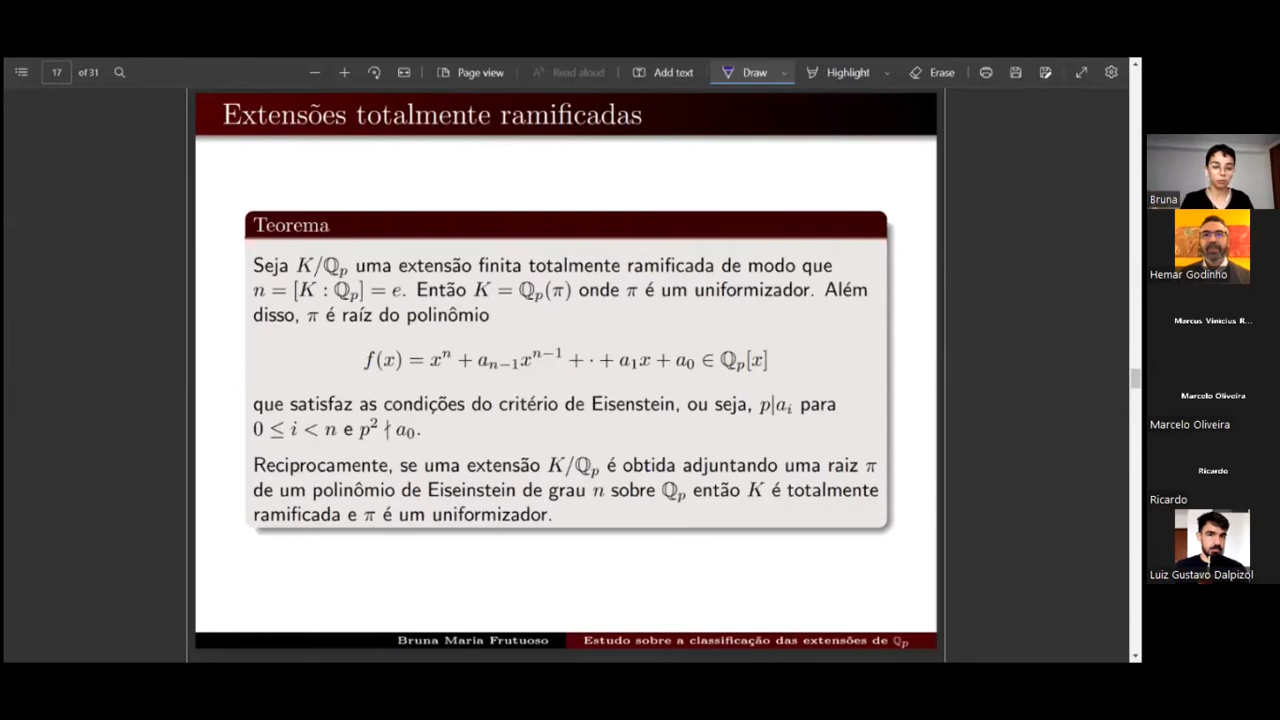 17 of 31
Page view
Read aloud
Add text
Draw
Highlight
Erase
Extensões totalmente ramificadas
Teorema
Seja K/ℚ_p uma extensão finita totalmente ramificada de modo que
n = [K : ℚ_p] = e. Então K = ℚ_p(π) onde π é um uniformizador. Além
disso, π é raíz do polinômio
f(x) = x^n + a_{n−1}x^{n−1} + · + a_1x + a_0 ∈ ℚ_p[x]
que satisfaz as condições do critério de Eisenstein, ou seja, p|a_i para
0 ≤ i < n e p^2 ∤ a_0.
Reciprocamente, se uma extensão K/ℚ_p é obtida adjuntando uma raiz π
de um polinômio de Eiseinstein de grau n sobre ℚ_p então K é totalmente
ramificada e π é um uniformizador.
Bruna Maria Frutuoso
Estudo sobre a classificação das extensões de ℚ_p
Bruna
Hemar Godinho
Marcus Vinicius R...
Marcelo Oliveira
Marcelo Oliveira
Ricardo
Ricardo
Luiz Gustavo Dalpizol